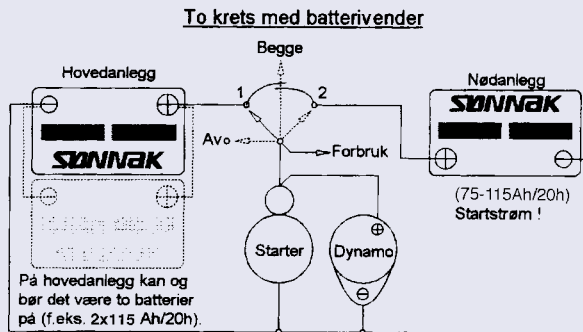 To krets med batterivender
Begge
Hovedanlegg
1
2
Nødanlegg
SØNNAK
SØNNAK
Av
Forbruk
(75-115Ah/20h)
Startstrøm !
Starter
Dynamo
På hovedanlegg kan og
bør det være to batterier
på (f.eks. 2x115 Ah/20h).